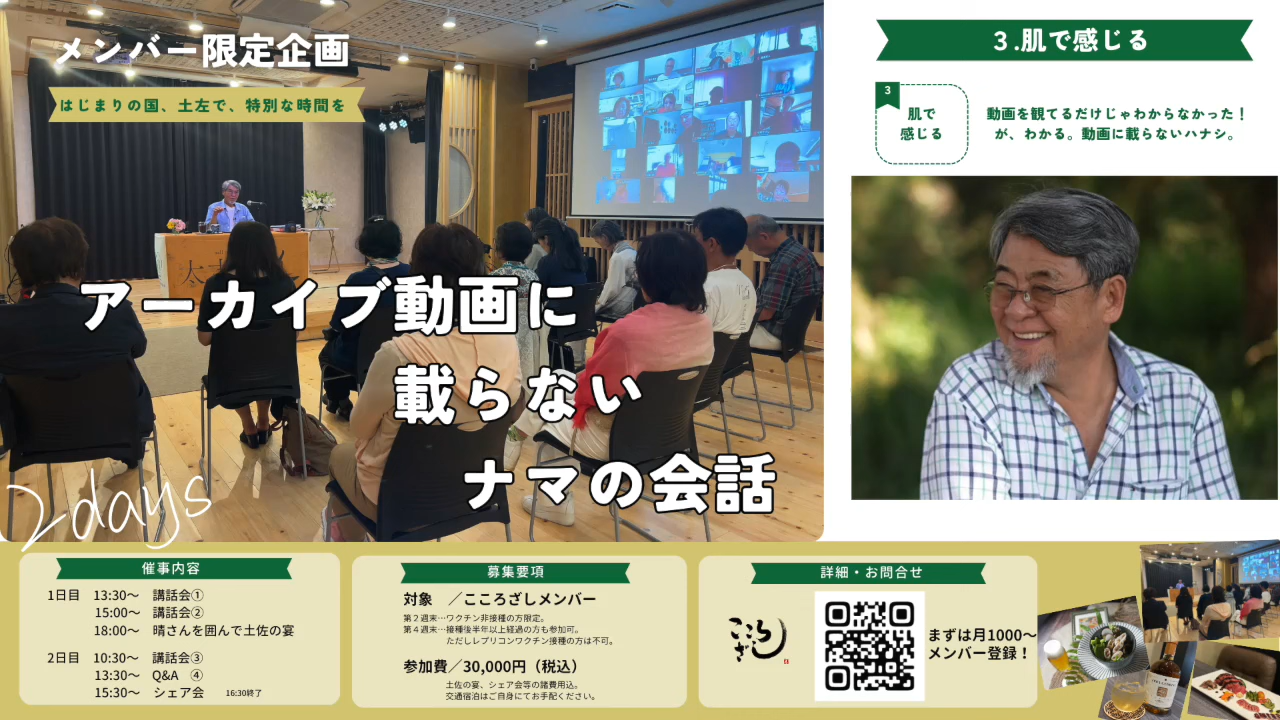 メンバー限定企画
はじまりの国、土左で、特別な時間を
アーカイブ動画に
載らない
ナマの会話
2days
３.肌で感じる
3
肌で
感じる
動画を観てるだけじゃわからなかった！
が、わかる。動画に載らないハナシ。
催事内容
1日目　13:30〜　講話会①
15:00〜　講話会②
18:00〜　晴さんを囲んで土佐の宴
2日目　10:30〜　講話会③
13:30〜　Q&A　④
15:30〜　シェア会　16:30終了
募集要項
対象　／こころざしメンバー
第２週末…ワクチン非接種の方限定。
第４週末…接種後半年以上経過の方も参加可。
ただしレプリコンワクチン接種の方は不可。
参加費／30,000円（税込）
土佐の宴、シェア会等の諸費用込。
交通宿泊はご自身にてお手配ください。
詳細・お問合せ
こころざし
まずは月1000〜
メンバー登録！